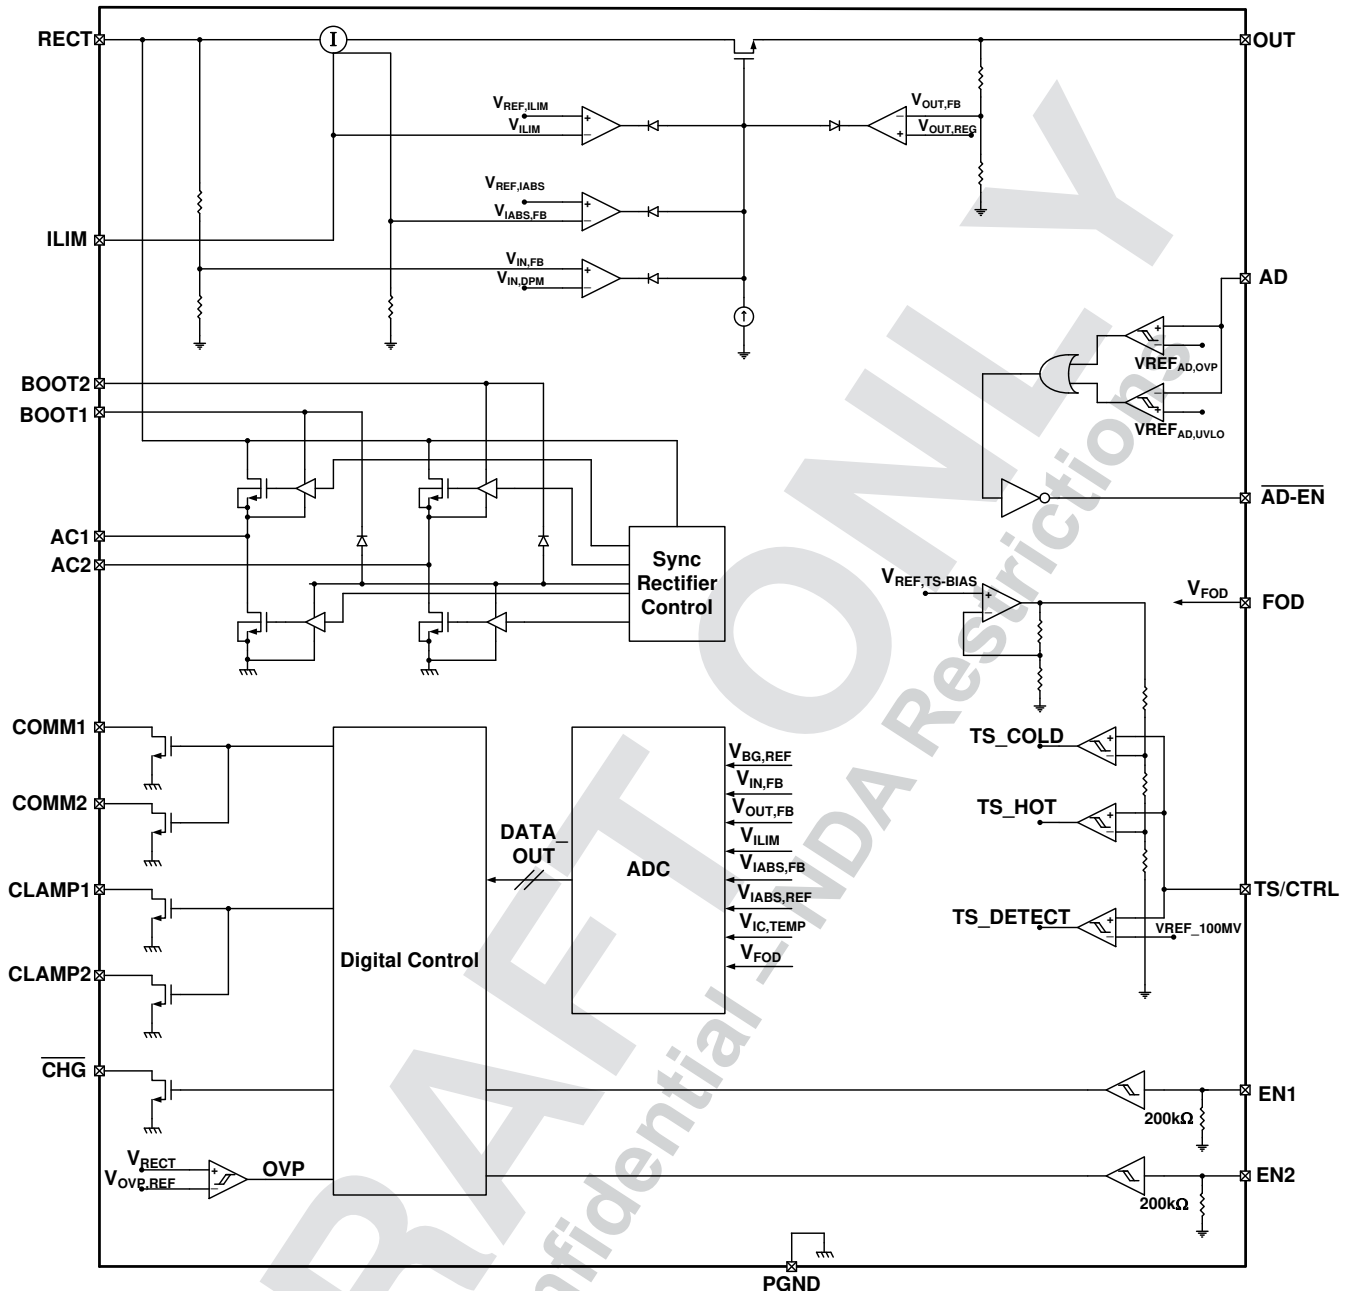 RECT
I
OUT
V_REF,ILIM
V_ILIM
V_OUT,FB
V_OUT,REG
V_REF,IABS
V_IABS,FB
ILIM
V_IN,FB
V_IN,DPM
AD
VREF_AD,OVP
VREF_AD,UVLO
BOOT2
BOOT1
AD-EN
AC1
AC2
Sync
Rectifier
Control
V_REF,TS-BIAS
V_FOD
FOD
COMM1
COMM2
CLAMP1
CLAMP2
CHG
Digital Control
DATA_
OUT
ADC
V_BG,REF
V_IN,FB
V_OUT,FB
V_ILIM
V_IABS,FB
V_IABS,REF
V_IC,TEMP
V_FOD
TS_COLD
TS_HOT
TS_DETECT
VREF_100MV
TS/CTRL
EN1
200kΩ
EN2
200kΩ
V_RECT
V_OVP,REF
OVP
PGND
RAFT ONLY
nfidential – NDA Restrictions